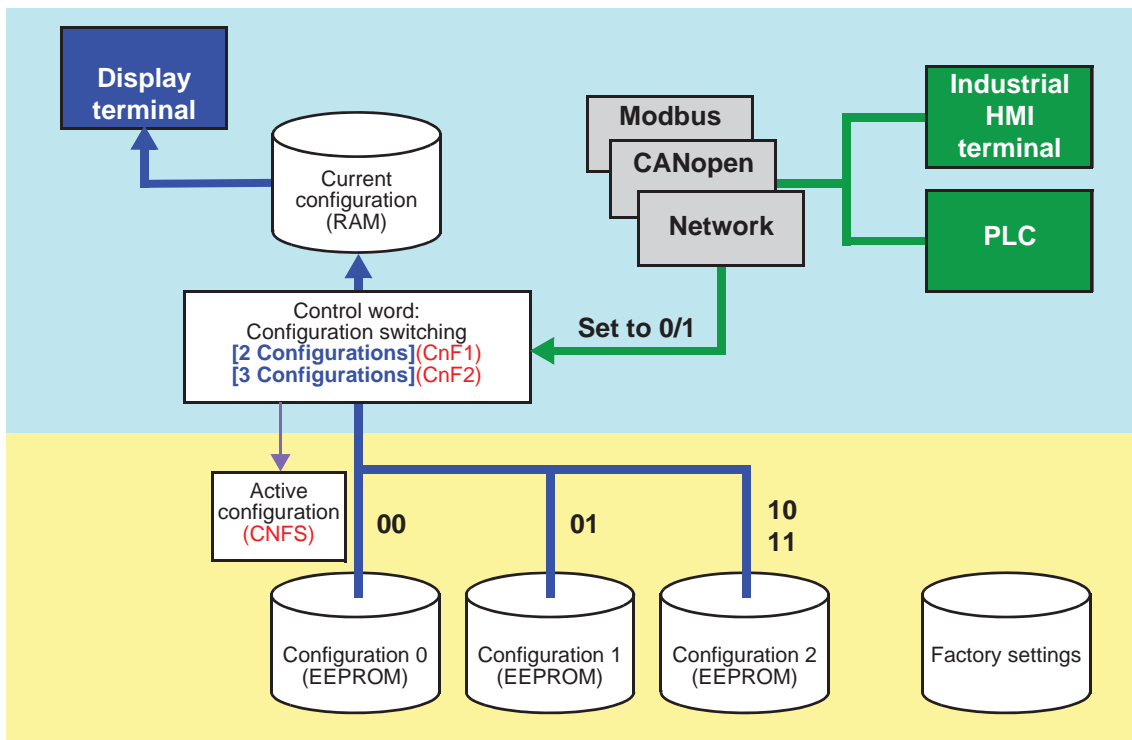 Display
terminal
Current
configuration
(RAM)
Modbus
CANopen
Network
Industrial
HMI
terminal
PLC
Control word:
Configuration switching
[2 Configurations](CnF1)
[3 Configurations](CnF2)
Set to 0/1
Active
configuration
(CNFS)
00
01
10
11
Configuration 0
(EEPROM)
Configuration 1
(EEPROM)
Configuration 2
(EEPROM)
Factory settings